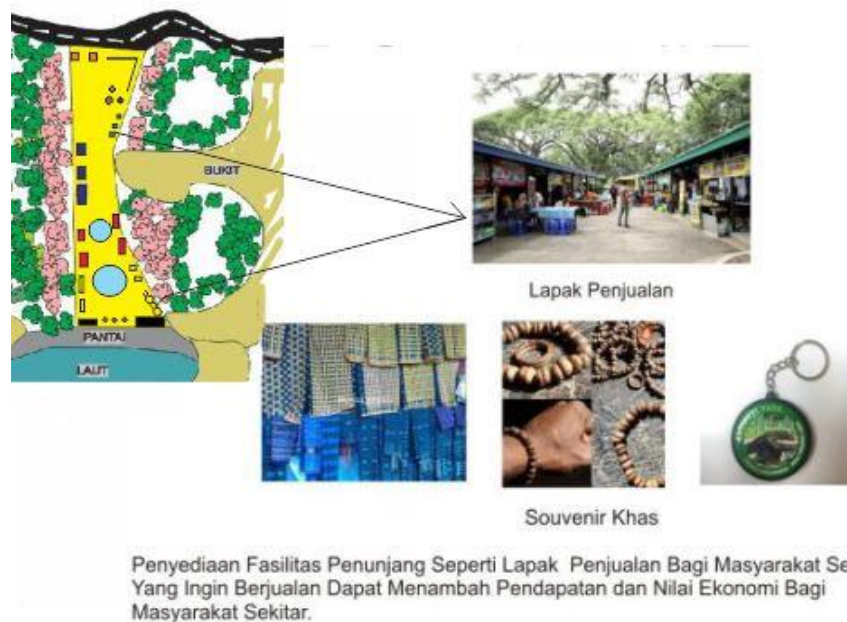 BUKIT
Lapak Penjualan
PANTAI
LAUT
Souvenir Khas
Penyediaan Fasilitas Penunjang Seperti Lapak Penjualan Bagi Masyarakat Se
Yang Ingin Berjualan Dapat Menambah Pendapatan dan Nilai Ekonomi Bagi
Masyarakat Sekitar.